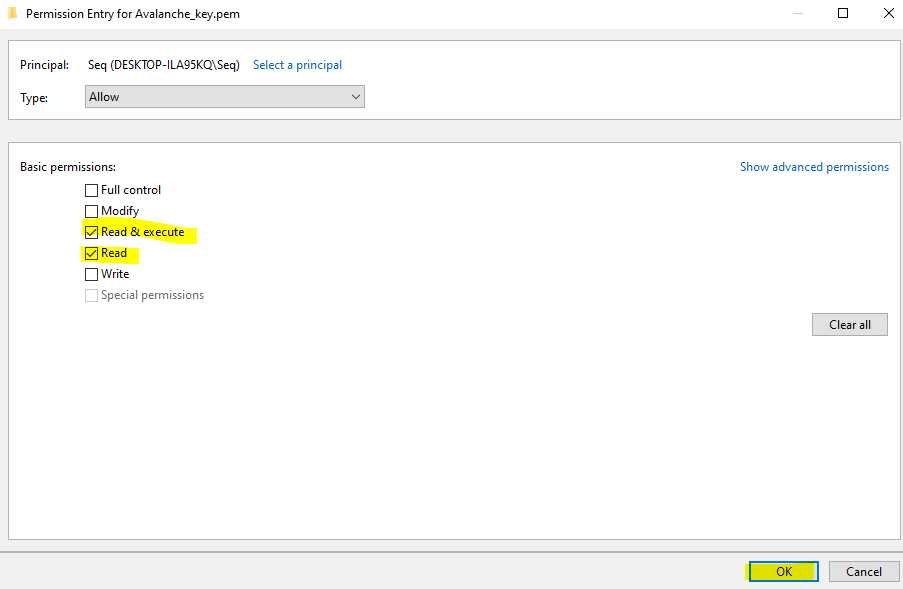 Permission Entry for Avalanche_key.pem
Principal: Seq (DESKTOP-ILA95KQ\Seq) Select a principal
Type: Allow
Basic permissions: Show advanced permissions
Full control
Modify
Read & execute
Read
Write
Special permissions
Clear all
OK Cancel